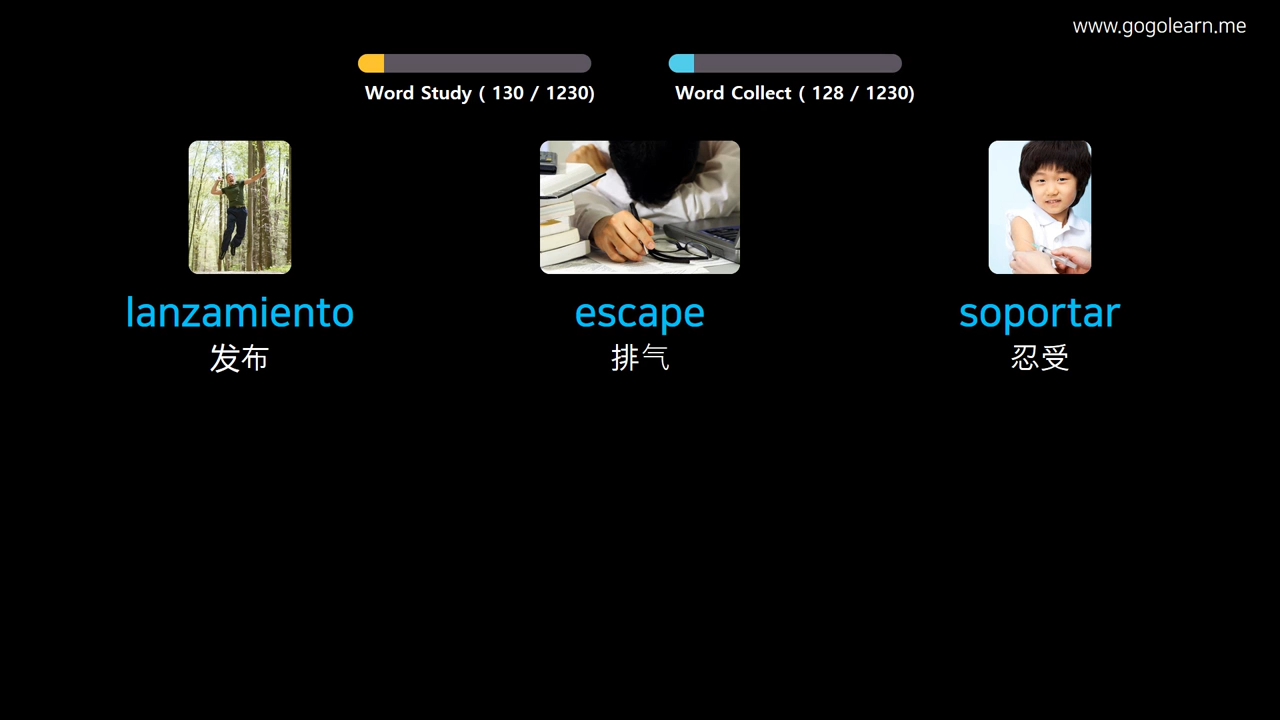 www.gogolearn.me
Word Study ( 130 / 1230)
Word Collect ( 128 / 1230)
lanzamiento
发布
escape
排气
soportar
忍受